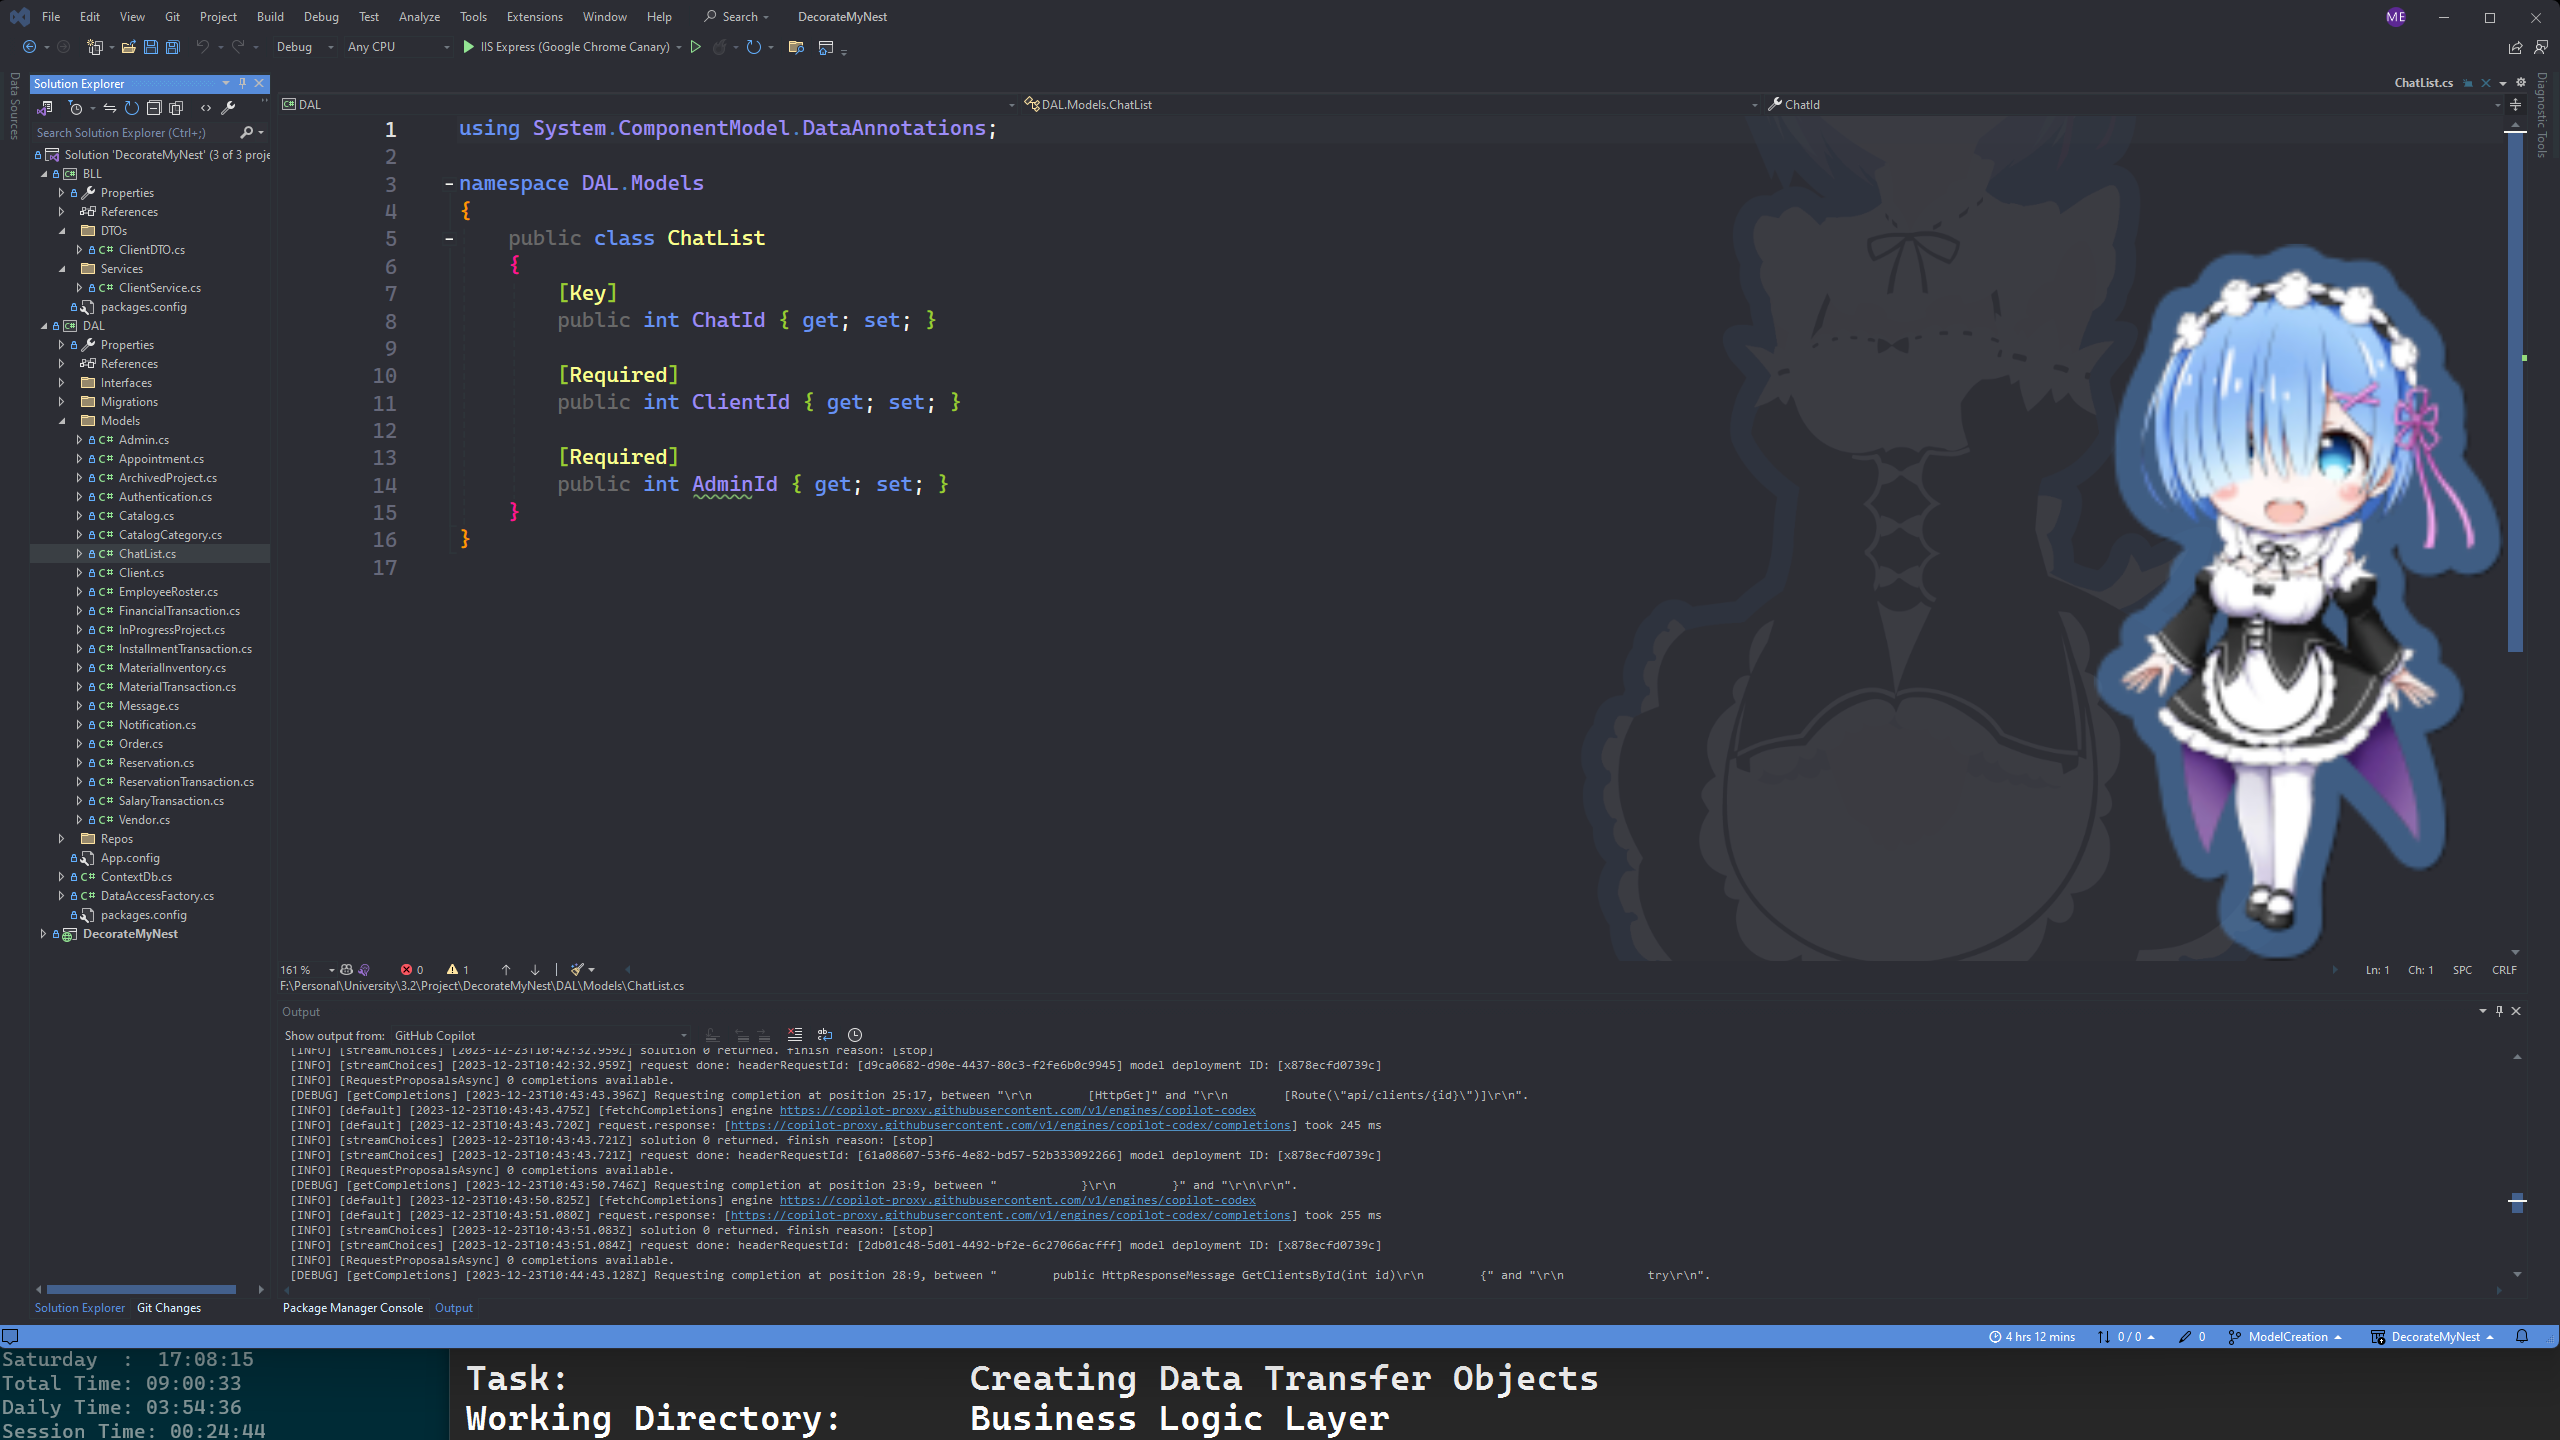 File Edit View Git Project Build Debug Test Analyze Tools Extensions Window Help Search DecorateMyNest ME
Debug Any CPU IIS Express (Google Chrome Canary)
Data Sources
Solution Explorer
Search Solution Explorer (Ctrl+;)
Solution 'DecorateMyNest' (3 of 3 proje
BLL
Properties
References
DTOs
C# ClientDTO.cs
Services
C# ClientService.cs
packages.config
DAL
Properties
References
Interfaces
Migrations
Models
C# Admin.cs
C# Appointment.cs
C# ArchivedProject.cs
C# Authentication.cs
C# Catalog.cs
C# CatalogCategory.cs
C# ChatList.cs
C# Client.cs
C# EmployeeRoster.cs
C# FinancialTransaction.cs
C# InProgressProject.cs
C# InstallmentTransaction.cs
C# MaterialInventory.cs
C# MaterialTransaction.cs
C# Message.cs
C# Notification.cs
C# Order.cs
C# Reservation.cs
C# ReservationTransaction.cs
C# SalaryTransaction.cs
C# Vendor.cs
Repos
App.config
C# ContextDb.cs
C# DataAccessFactory.cs
packages.config
DecorateMyNest
Solution Explorer Git Changes
ChatList.cs
Diagnostic Tools
DAL DAL.Models.ChatList ChatId
1 using System.ComponentModel.DataAnnotations;
2
3 namespace DAL.Models
4 {
5 public class ChatList
6 {
7 [Key]
8 public int ChatId { get; set; }
9
10 [Required]
11 public int ClientId { get; set; }
12
13 [Required]
14 public int AdminId { get; set; }
15 }
16 }
17
161 % 0 1 Ln: 1 Ch: 1 SPC CRLF
F:\Personal\University\3.2\Project\DecorateMyNest\DAL\Models\ChatList.cs
Output
Show output from: GitHub Copilot
[INFO] [streamChoices] [2023-12-23T10:42:32.959Z] solution 0 returned. finish reason: [stop]
[INFO] [streamChoices] [2023-12-23T10:42:32.959Z] request done: headerRequestId: [d9ca0682-d90e-4437-80c3-f2fe6b0c9945] model deployment ID: [x878ecfd0739c]
[INFO] [RequestProposalsAsync] 0 completions available.
[DEBUG] [getCompletions] [2023-12-23T10:43:43.396Z] Requesting completion at position 25:17, between "\r\n [HttpGet]" and "\r\n [Route(\"api/clients/{id}\")]\r\n".
[INFO] [default] [2023-12-23T10:43:43.475Z] [fetchCompletions] engine https://copilot-proxy.githubusercontent.com/v1/engines/copilot-codex
[INFO] [default] [2023-12-23T10:43:43.720Z] request.response: [https://copilot-proxy.githubusercontent.com/v1/engines/copilot-codex/completions] took 245 ms
[INFO] [streamChoices] [2023-12-23T10:43:43.721Z] solution 0 returned. finish reason: [stop]
[INFO] [streamChoices] [2023-12-23T10:43:43.721Z] request done: headerRequestId: [61a08607-53f6-4e82-bd57-52b333092266] model deployment ID: [x878ecfd0739c]
[INFO] [RequestProposalsAsync] 0 completions available.
[DEBUG] [getCompletions] [2023-12-23T10:43:50.746Z] Requesting completion at position 23:9, between " }\r\n }" and "\r\n\r\n".
[INFO] [default] [2023-12-23T10:43:50.825Z] [fetchCompletions] engine https://copilot-proxy.githubusercontent.com/v1/engines/copilot-codex
[INFO] [default] [2023-12-23T10:43:51.080Z] request.response: [https://copilot-proxy.githubusercontent.com/v1/engines/copilot-codex/completions] took 255 ms
[INFO] [streamChoices] [2023-12-23T10:43:51.083Z] solution 0 returned. finish reason: [stop]
[INFO] [streamChoices] [2023-12-23T10:43:51.084Z] request done: headerRequestId: [2db01c48-5d01-4492-bf2e-6c27066acfff] model deployment ID: [x878ecfd0739c]
[INFO] [RequestProposalsAsync] 0 completions available.
[DEBUG] [getCompletions] [2023-12-23T10:44:43.128Z] Requesting completion at position 28:9, between " public HttpResponseMessage GetClientsById(int id)\r\n {" and "\r\n try\r\n".
Package Manager Console Output
4 hrs 12 mins 0 / 0 0 ModelCreation DecorateMyNest
Saturday : 17:08:15
Total Time: 09:00:33
Daily Time: 03:54:36
Session Time: 00:24:44
Task: Creating Data Transfer Objects
Working Directory: Business Logic Layer